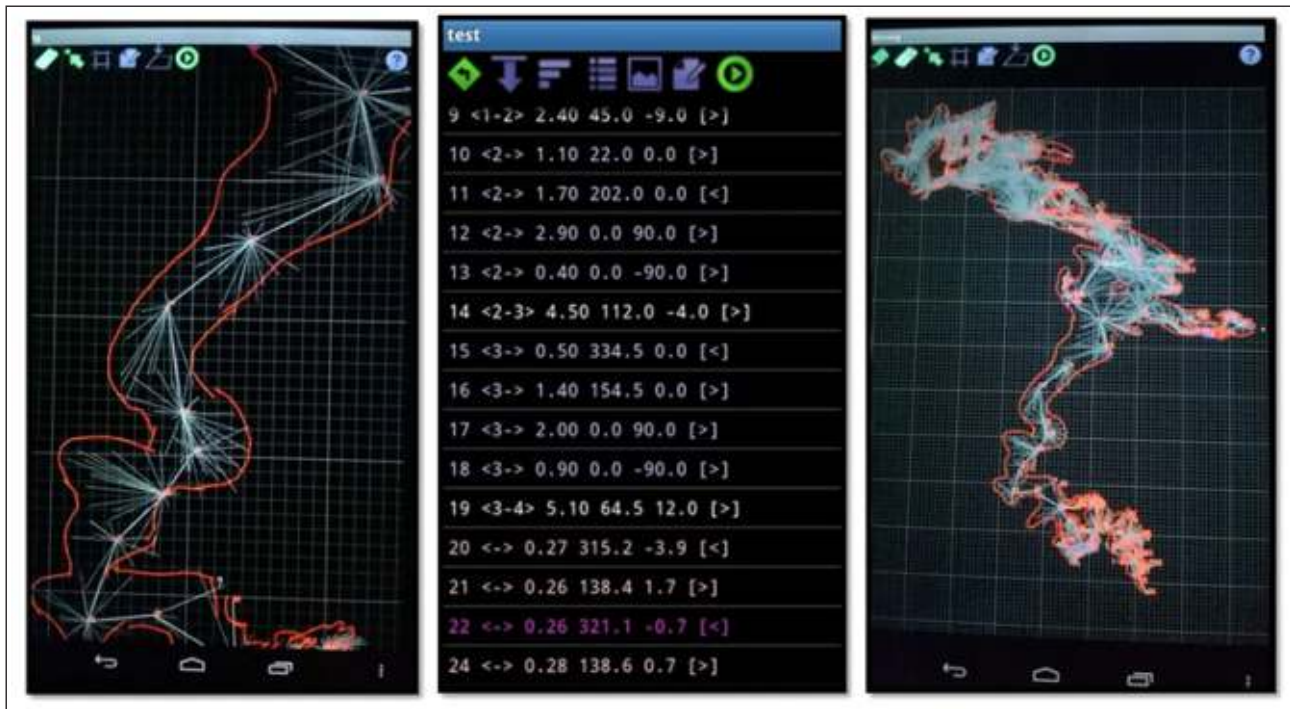 test
9 <1-2> 2.40 45.0 -9.0 [>]
10 <2-> 1.10 22.0 0.0 [>]
11 <2-> 1.70 202.0 0.0 [<]
12 <2-> 2.90 0.0 90.0 [>]
13 <2-> 0.40 0.0 -90.0 [>]
14 <2-3> 4.50 112.0 -4.0 [>]
15 <3-> 0.50 334.5 0.0 [<]
16 <3-> 1.40 154.5 0.0 [>]
17 <3-> 2.00 0.0 90.0 [>]
18 <3-> 0.90 0.0 -90.0 [>]
19 <3-4> 5.10 64.5 12.0 [>]
20 <-> 0.27 315.2 -3.9 [<]
21 <-> 0.26 138.4 1.7 [>]
22 <-> 0.26 321.1 -0.7 [<]
24 <-> 0.28 138.6 0.7 [>]